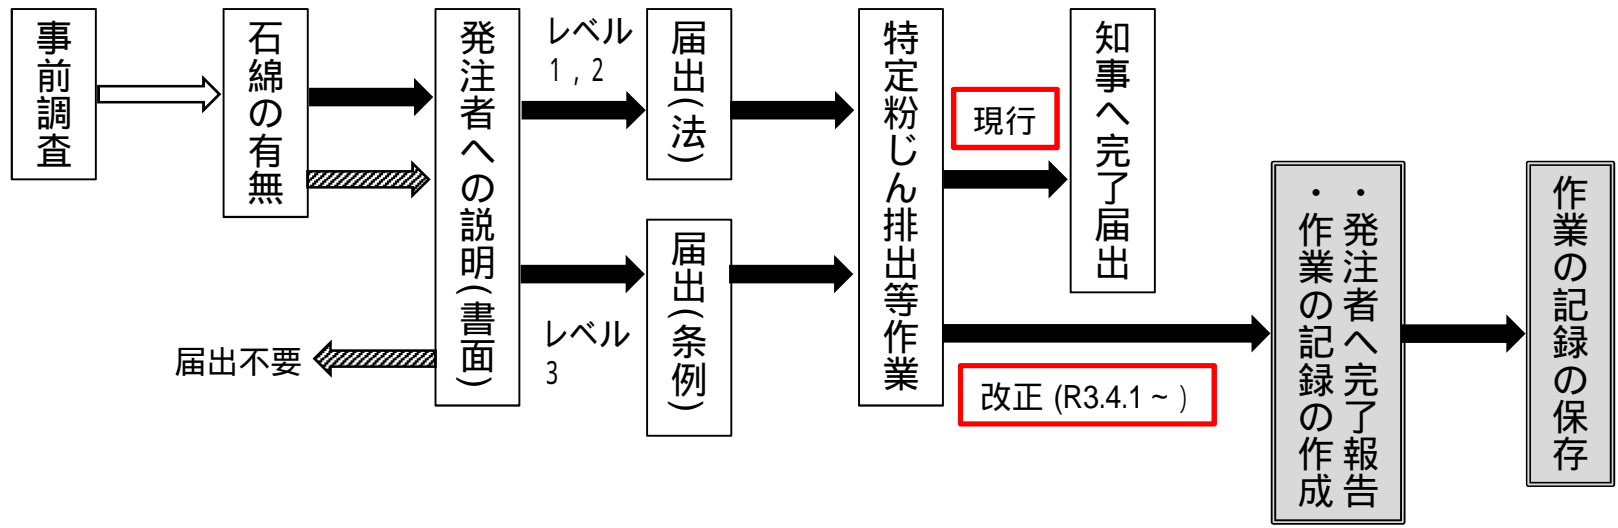 事前調査
石綿の有無
発注者への説明(書面)
届出不要
レベル
1 , 2
レベル
3
届出(法)
届出(条例)
特定粉じん排出等作業
現行
改正 (R3.4.1 ~ )
知事へ完了届出
・発注者へ完了報告
・作業の記録の作成
作業の記録の保存